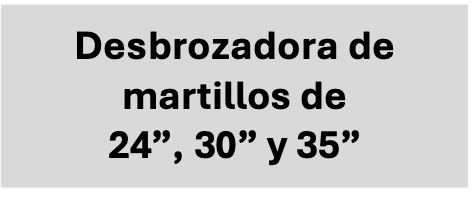 Desbrozadora de
martillos de
24”, 30” y 35”